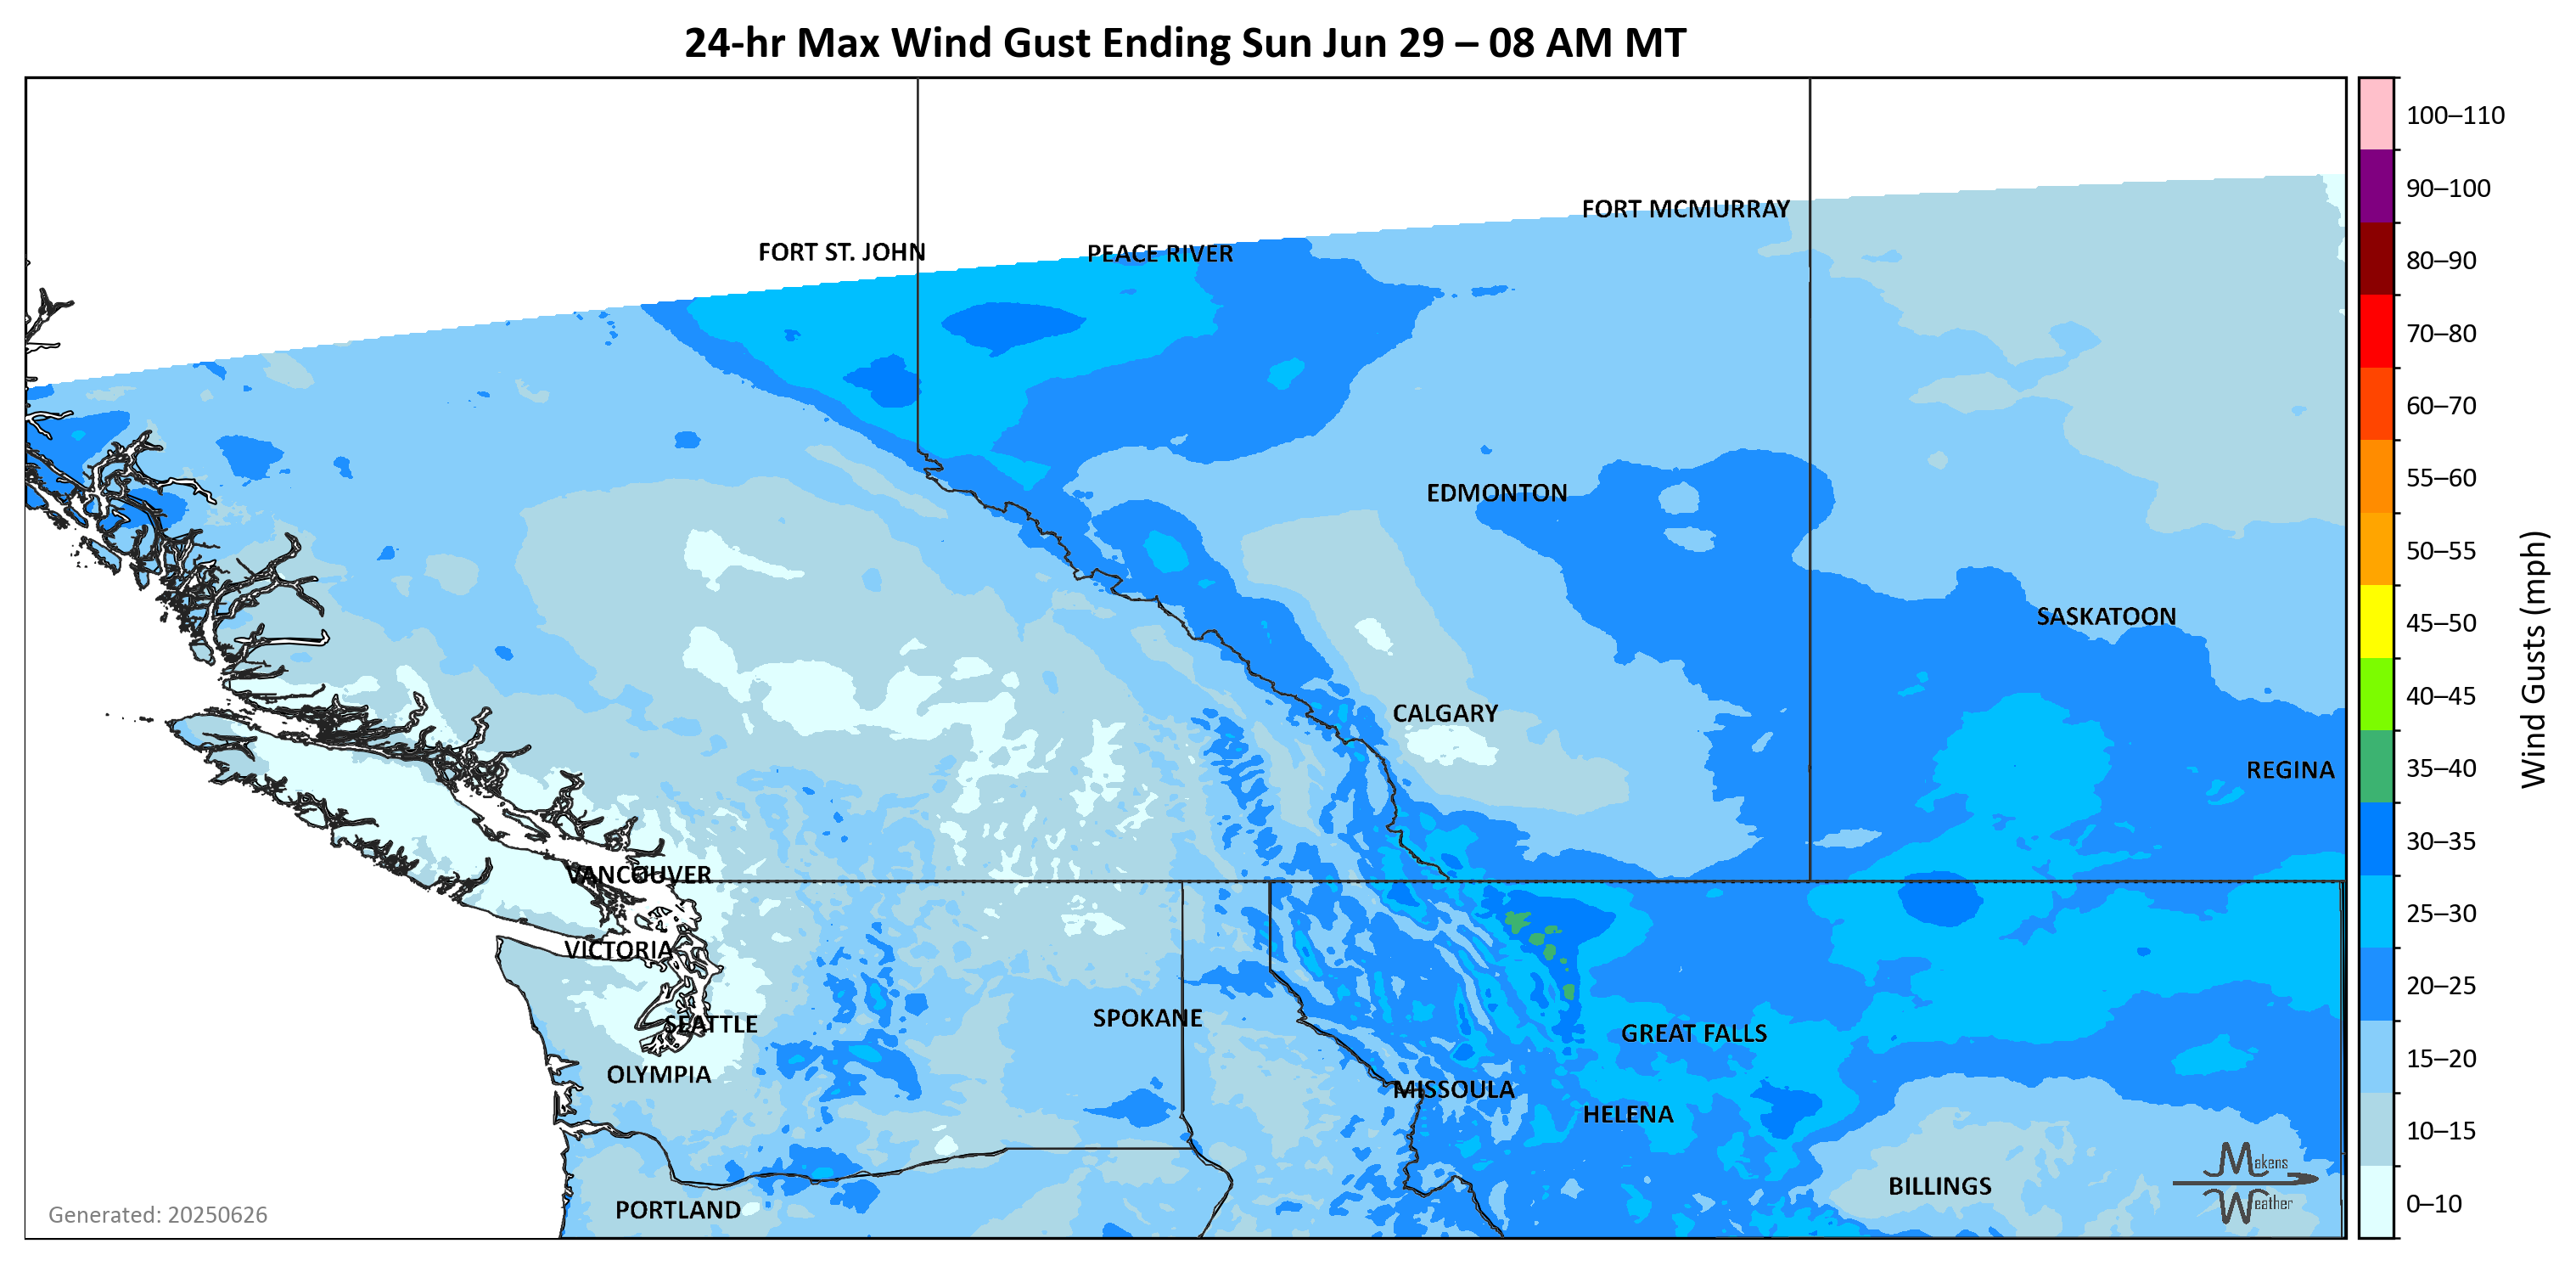 24-hr Max Wind Gust Ending Sun Jun 29 – 08 AM MT
100–110
90–100
80–90
70–80
60–70
55–60
50–55
45–50
40–45
35–40
30–35
25–30
20–25
15–20
10–15
0–10
Wind Gusts (mph)
FORT MCMURRAY
FORT ST. JOHN
PEACE RIVER
EDMONTON
SASKATOON
CALGARY
REGINA
VANCOUVER
VICTORIA
SEATTLE
SPOKANE
GREAT FALLS
OLYMPIA
MISSOULA
HELENA
BILLINGS
PORTLAND
Makens
Weather
Generated: 20250626